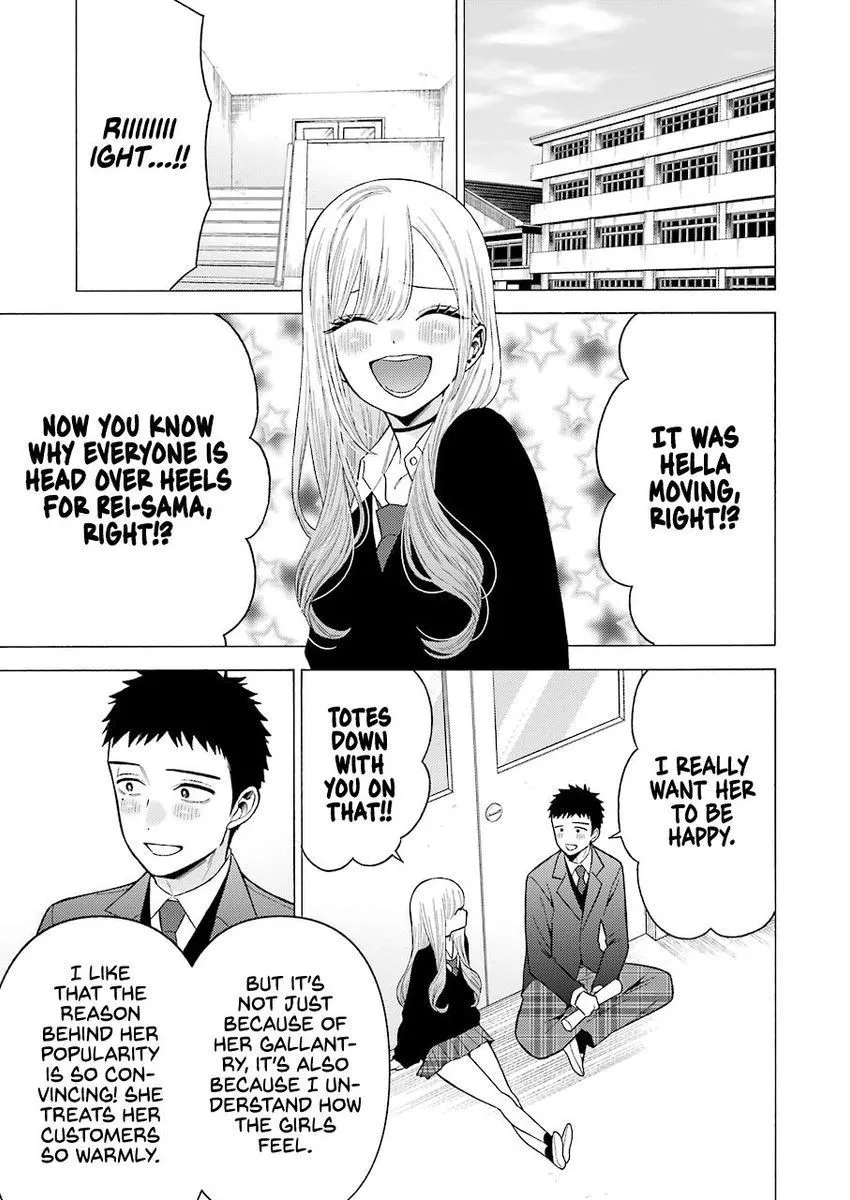 RIIIIIIII
IGHT...!!
IT WAS
HELLA
MOVING,
RIGHT!?
NOW YOU KNOW
WHY EVERYONE IS
HEAD OVER HEELS
FOR REI-SAMA,
RIGHT!?
I REALLY
WANT HER
TO BE
HAPPY.
TOTES
DOWN
WITH
YOU ON
THAT!!
BUT IT'S
NOT JUST
BECAUSE OF
HER GALLANT-
RY, IT'S ALSO
BECAUSE I UN-
DERSTAND HOW
THE GIRLS
FEEL.
I LIKE
THAT THE
REASON
BEHIND HER
POPULARITY
IS SO CON-
VINCING! SHE
TREATS HER
CUSTOMERS
SO WARMLY.